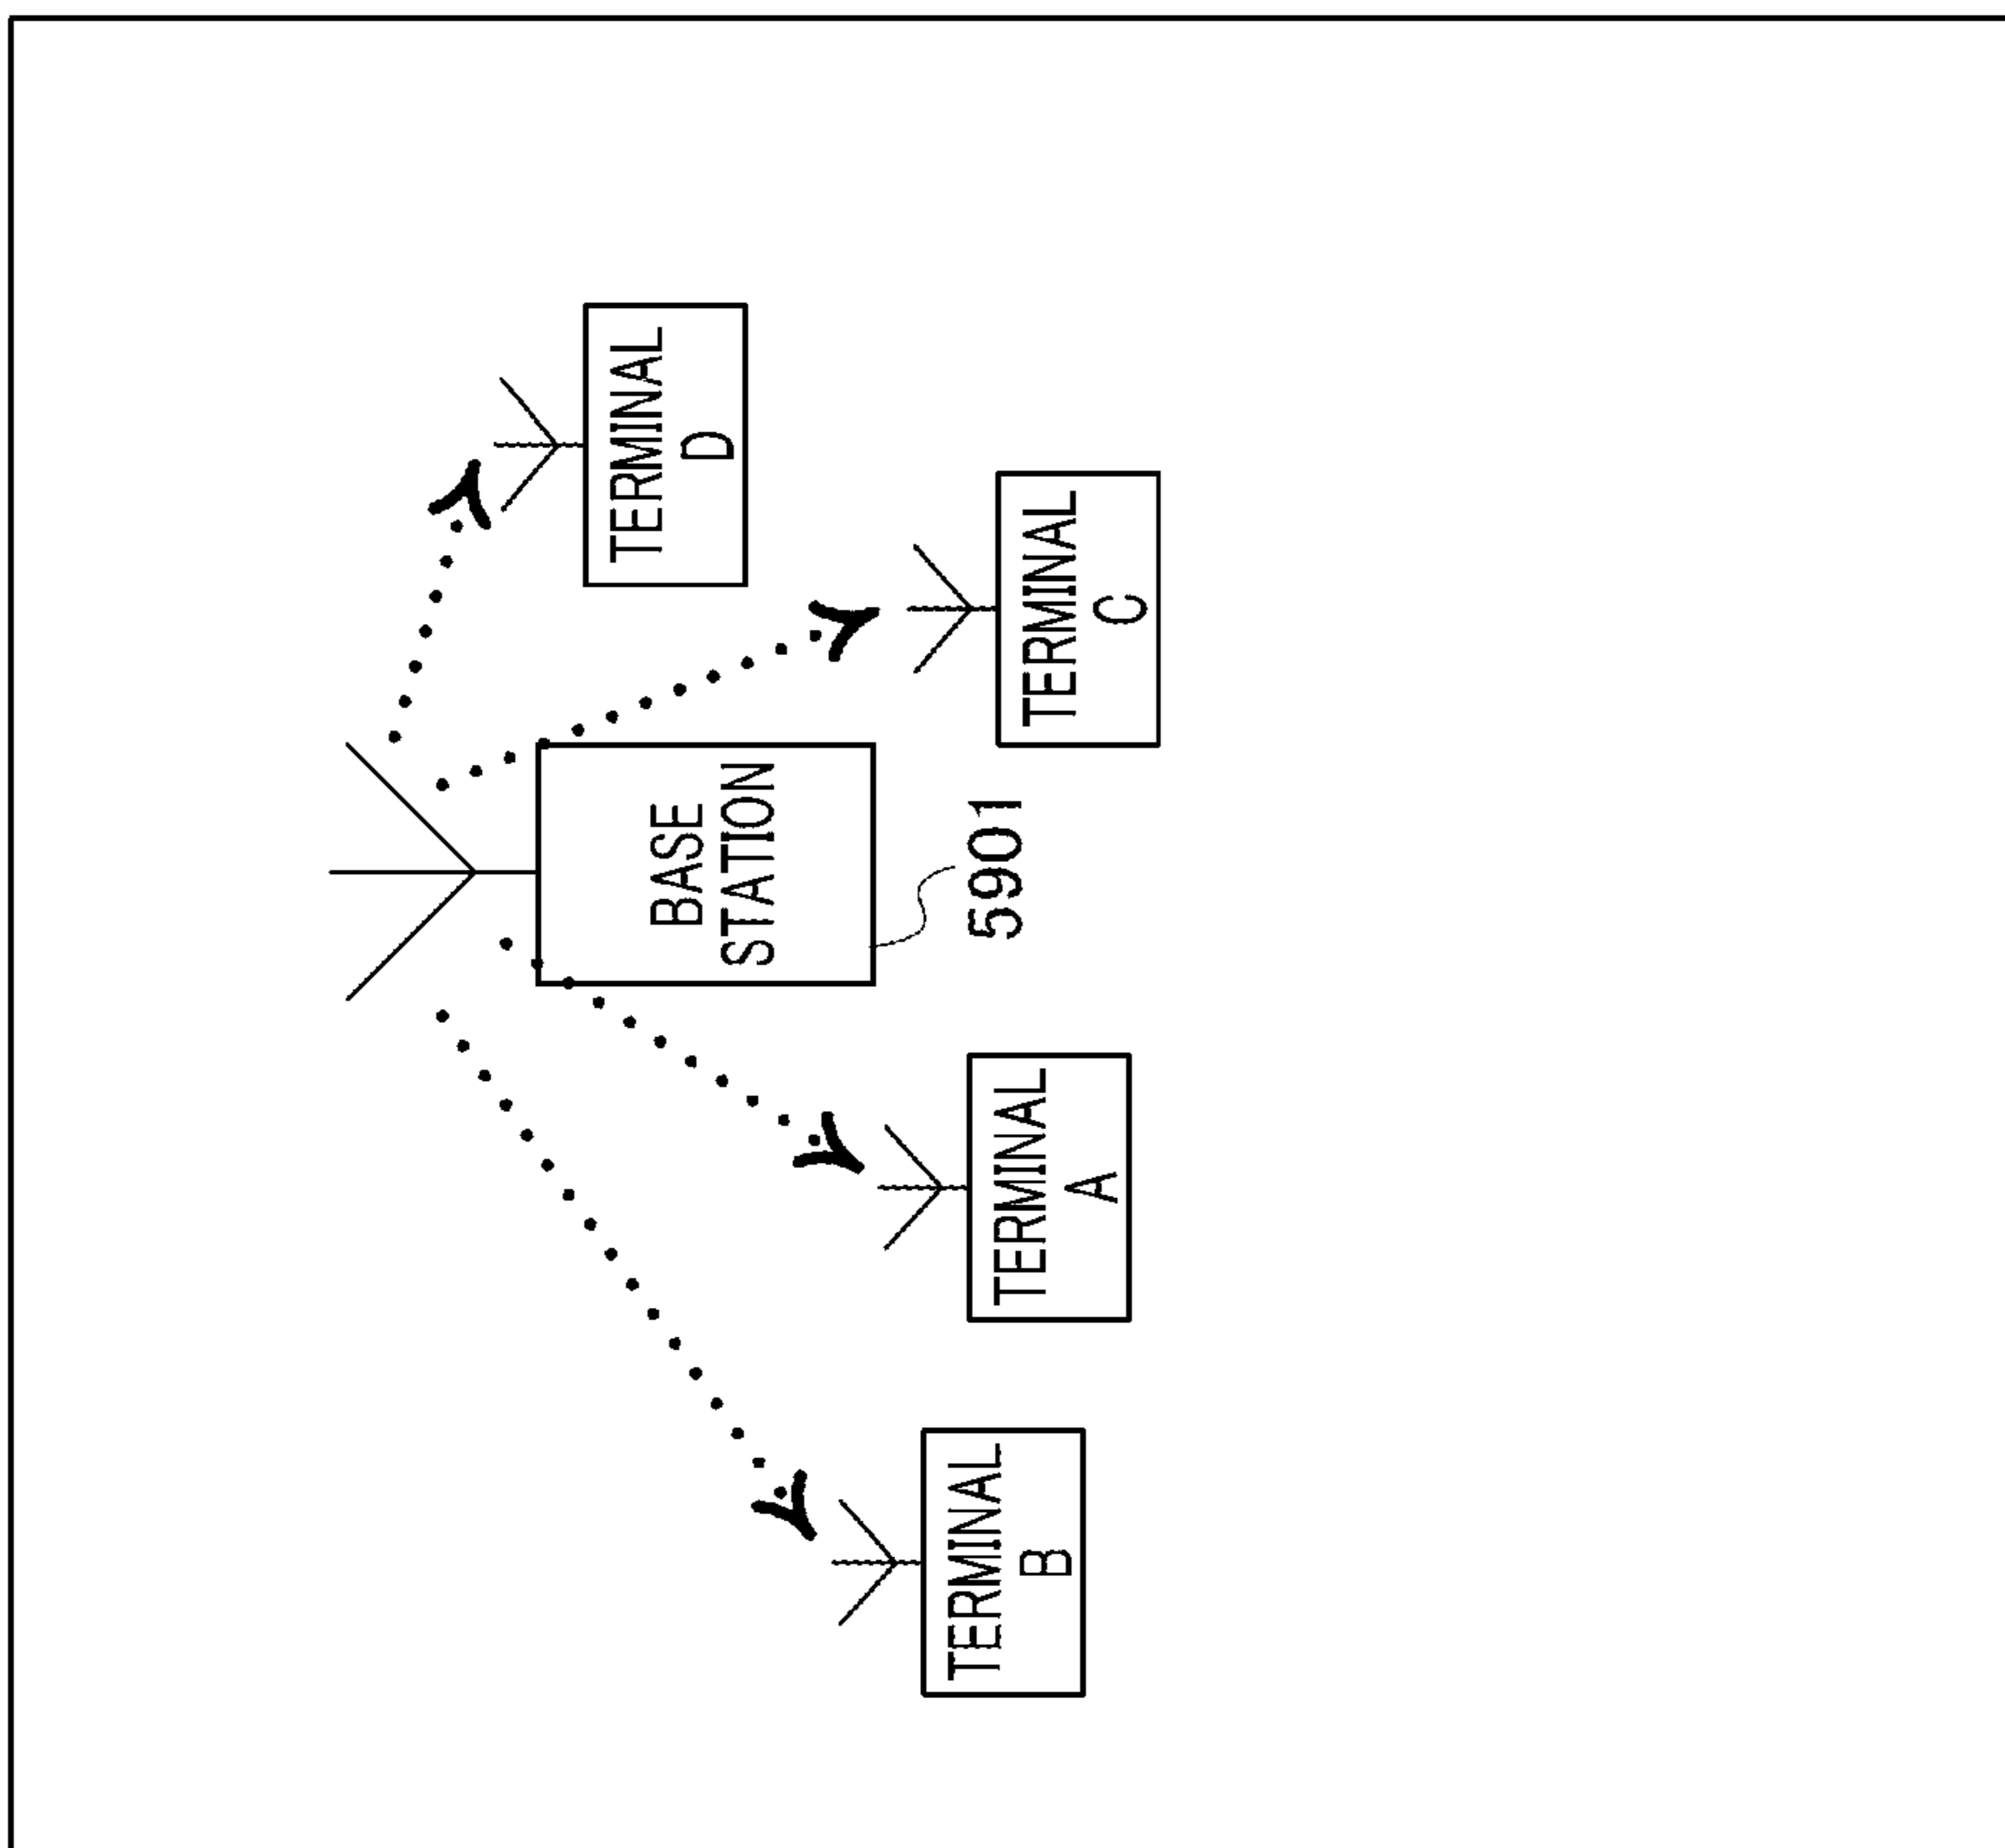 TERMINAL
D
TERMINAL
C
BASE
STATION
5901
TERMINAL
A
TERMINAL
B